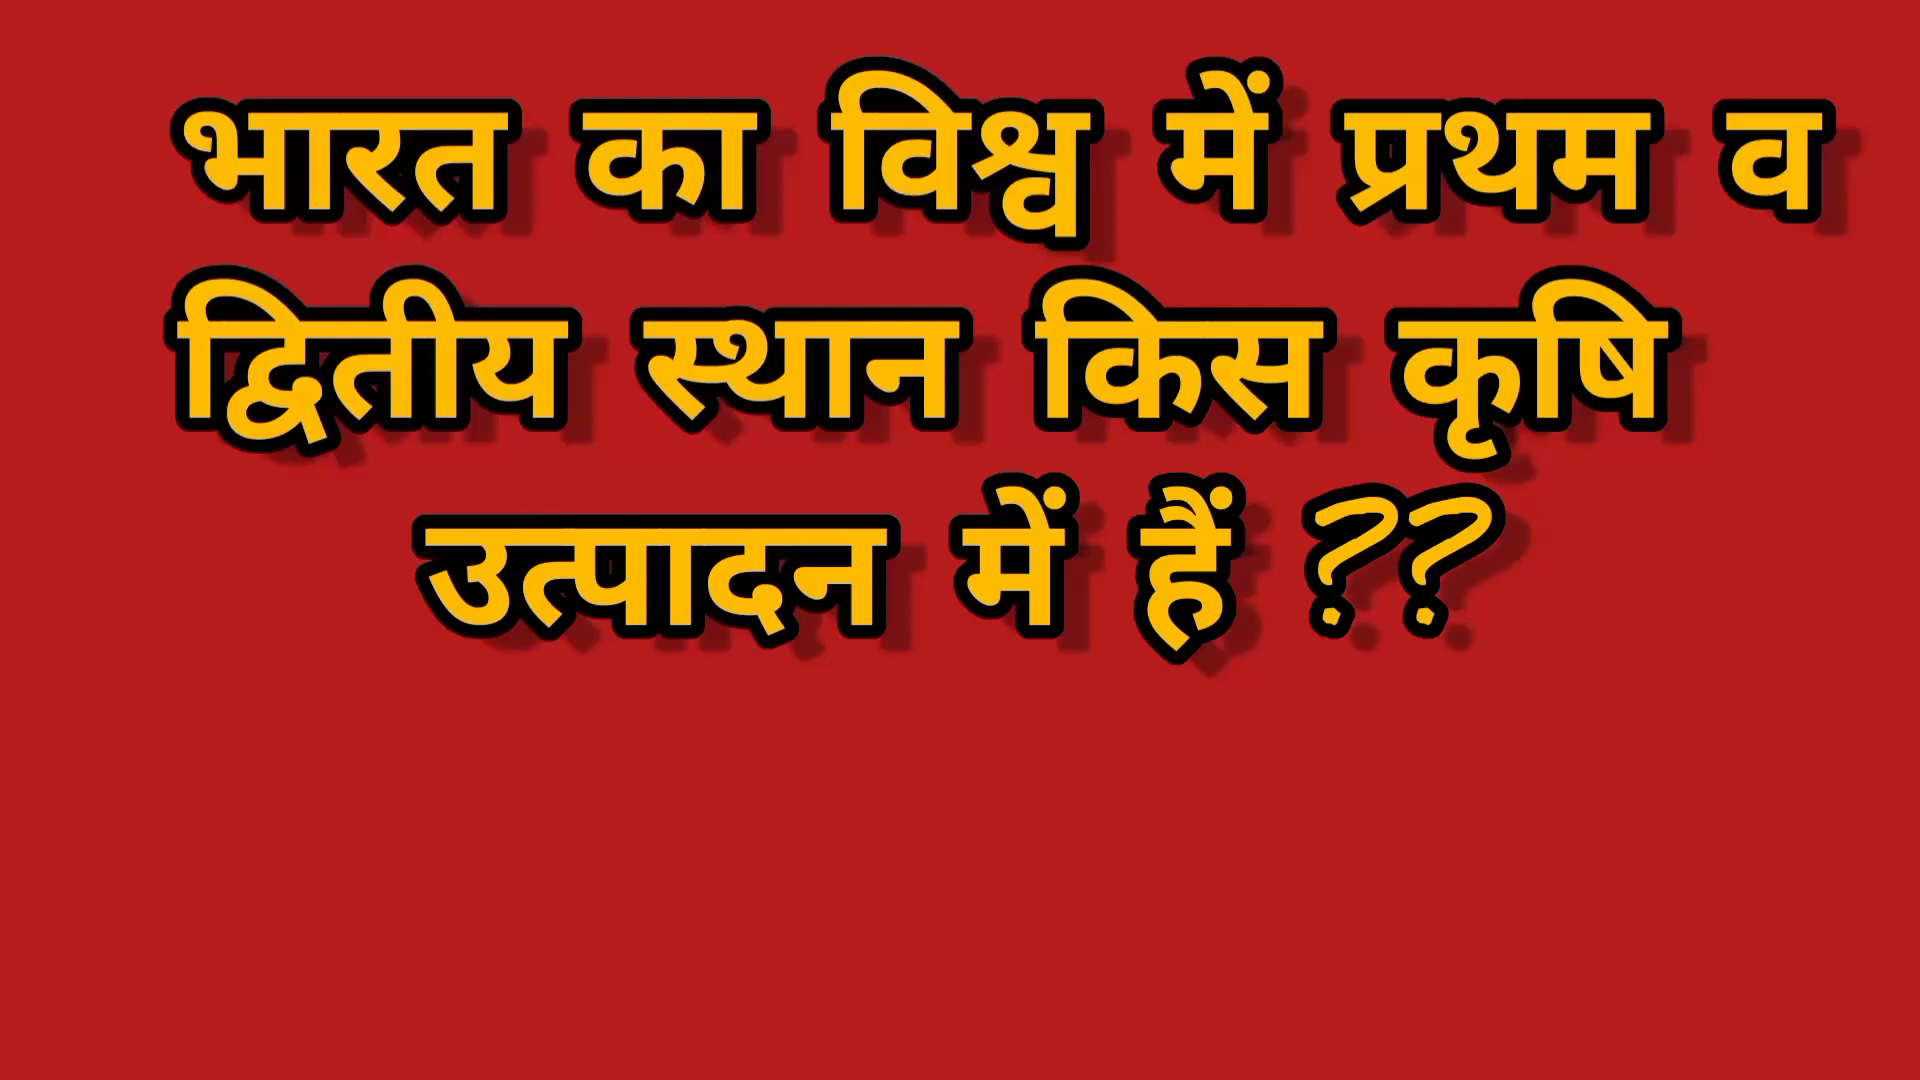 भारत का विश्व में प्रथम व
द्वितीय स्थान किस कृषि
उत्पादन में हैं ??